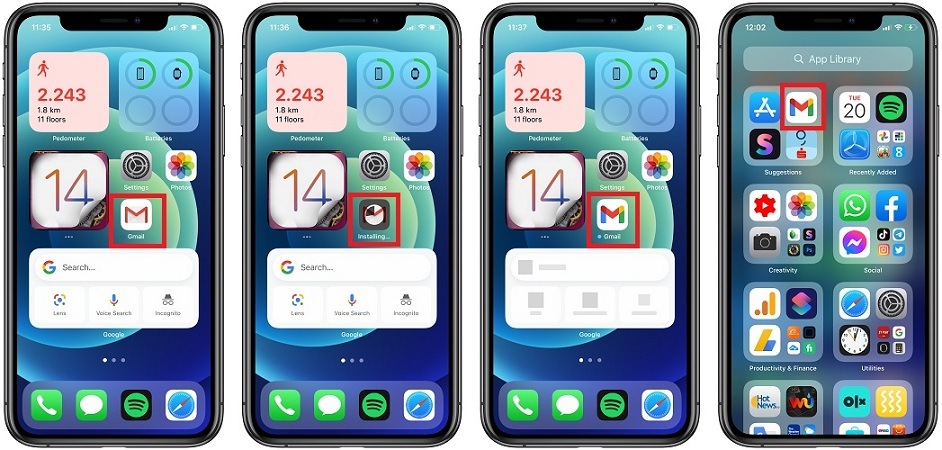 11:35
2.243
1.8 km
11 floors
Pedometer
Batteries
14
Settings
Photos
Gmail
Search...
Lens
Voice Search
Incognito
Google
11:36
2.243
1.8 km
11 floors
Pedometer
Batteries
14
Settings
Photos
Installing...
Search...
Lens
Voice Search
Incognito
Google
11:37
2.243
1.8 km
11 floors
Pedometer
Batteries
14
Settings
Photos
Gmail
Google
12:02
App Library
TUE
20
Suggestions
Recently Added
Creativity
Social
Productivity & Finance
Utilities
Hot
News
olx